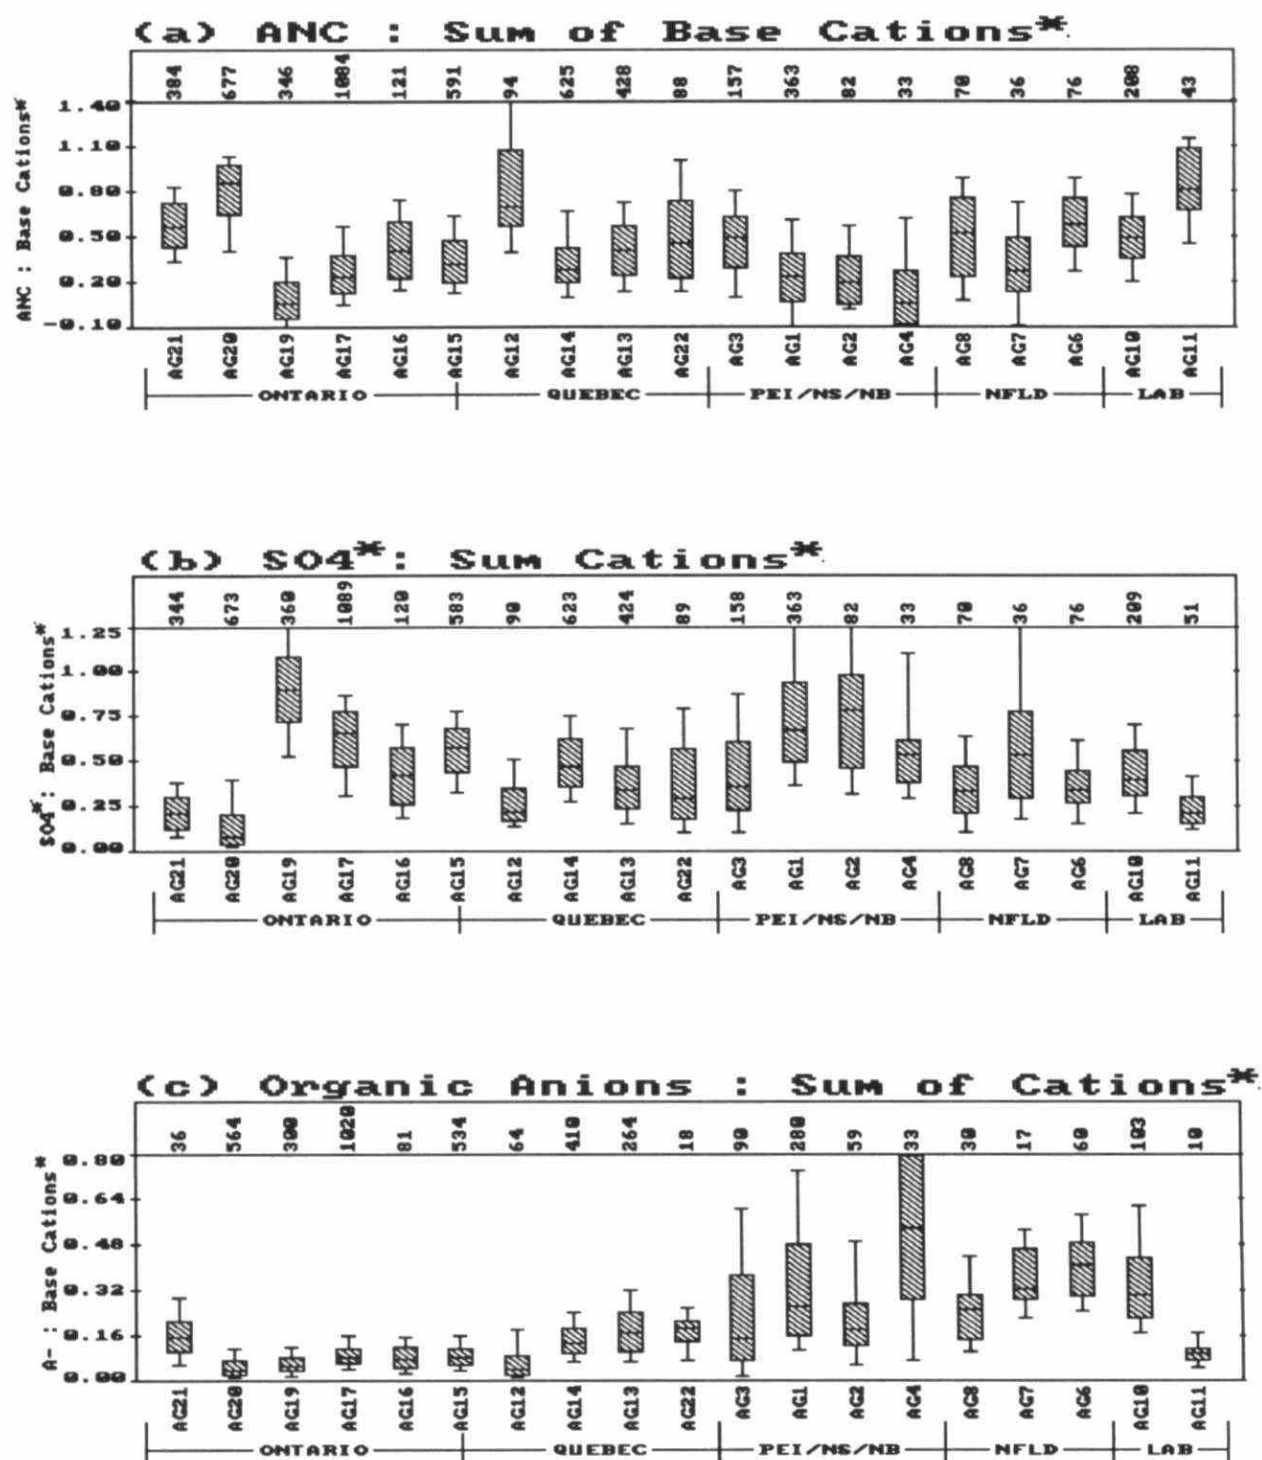 (a) ANC : Sum of Base Cations*
384 677 346 1084 121 591 94 625 428 88 157 363 82 33 70 36 76 208 43
ANC : Base Cations*
1.40
1.10
0.80
0.50
0.20
-0.10
AG21 AG20 AG19 AG17 AG16 AG15 AG12 AG14 AG13 AG22 AG3 AG1 AG2 AG4 AG8 AG7 AG6 AG10 AG11
ONTARIO QUEBEC PEI/NS/NB NFLD LAB
(b) SO4*: Sum Cations*
344 673 360 1089 120 583 90 623 424 89 158 363 82 33 70 36 76 209 51
SO4* : Base Cations*
1.25
1.00
0.75
0.50
0.25
0.00
AG21 AG20 AG19 AG17 AG16 AG15 AG12 AG14 AG13 AG22 AG3 AG1 AG2 AG4 AG8 AG7 AG6 AG10 AG11
ONTARIO QUEBEC PEI/NS/NB NFLD LAB
(c) Organic Anions : Sum of Cations*
36 564 300 1020 81 534 64 410 264 18 90 280 59 33 30 17 60 103 10
A- : Base Cations*
0.80
0.64
0.48
0.32
0.16
0.00
AG21 AG20 AG19 AG17 AG16 AG15 AG12 AG14 AG13 AG22 AG3 AG1 AG2 AG4 AG8 AG7 AG6 AG10 AG11
ONTARIO QUEBEC PEI/NS/NB NFLD LAB